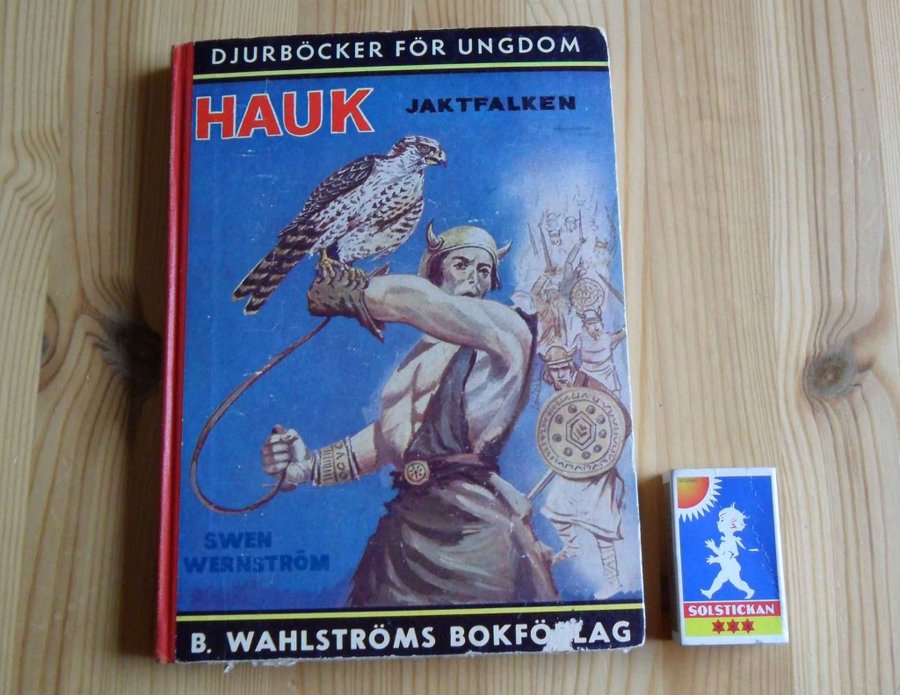 DJURBÖCKER FÖR UNGDOM
HAUK JAKTFALKEN
SWEN
WERNSTRÖM
B. WAHLSTRÖMS BOKFÖRLAG
SOLSTICKAN